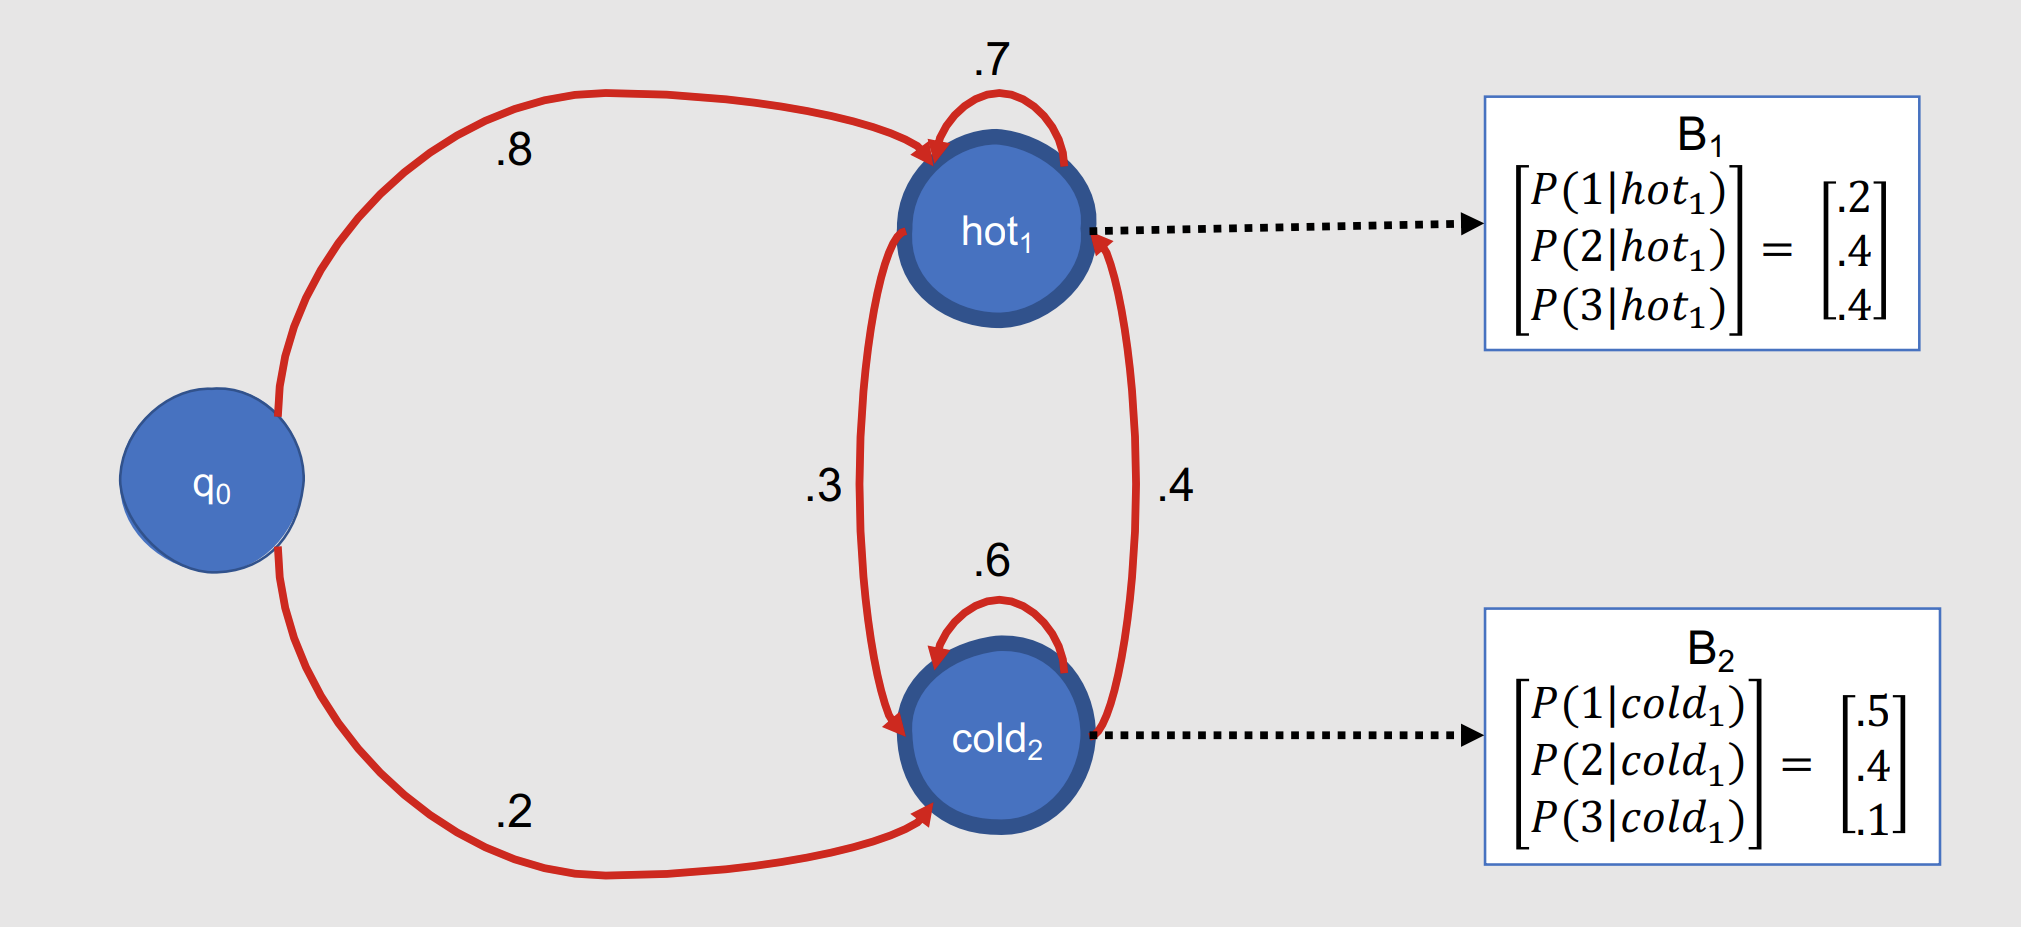 .7
.8
hot1
B1
P(1|hot1)
P(2|hot1) =
P(3|hot1)
.2
.4
.4
q0
.3
.4
.6
cold2
B2
P(1|cold1)
P(2|cold1) =
P(3|cold1)
.5
.4
.1
.2